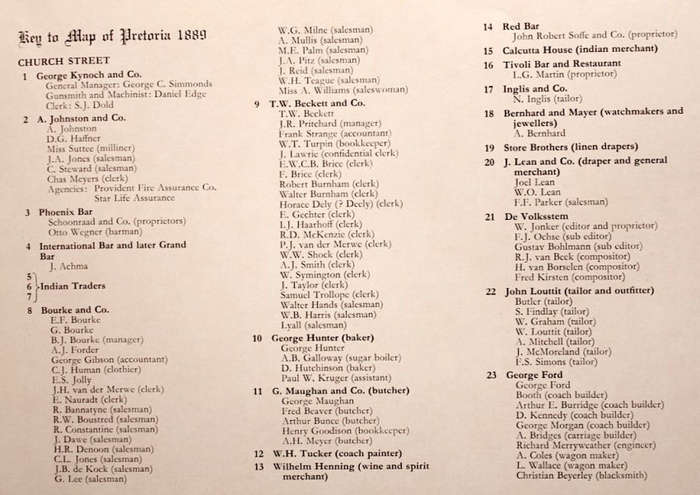 Key to Map of Pretoria 1889
CHURCH STREET
1 George Kynoch and Co.
General Manager: George C. Simmonds
Gunsmith and Machinist: Daniel Edge
Clerk: S.J. Dold
2 A. Johnston and Co.
A. Johnston
D.G. Haffner
Miss Suttee (milliner)
J.A. Jones (salesman)
C. Steward (salesman)
Chas Meyers (clerk)
Agencies: Provident Fire Assurance Co.
Star Life Assurance
3 Phoenix Bar
Schoonraad and Co. (proprietors)
Otto Wegner (barman)
4 International Bar and later Grand
Bar
J. Achma
5
6 Indian Traders
7
8 Bourke and Co.
E.F. Bourke
G. Bourke
B.J. Bourke (manager)
A.J. Forder
George Gibson (accountant)
C.J. Human (clothier)
E.S. Jolly
J.H. van der Merwe (clerk)
E. Nauradt (clerk)
R. Bannatyne (salesman)
R.W. Boustred (salesman)
R. Constantine (salesman)
J. Dawe (salesman)
H.R. Denoon (salesman)
C.L. Jones (salesman)
J.B. de Kock (salesman)
G. Lee (salesman)
W.G. Milne (salesman)
A. Mullis (salesman)
M.E. Palm (salesman)
J.A. Pitz (salesman)
J. Reid (salesman)
W.H. Teague (salesman)
Miss A. Williams (saleswoman)
9 T.W. Beckett and Co.
T.W. Beckett
J.R. Pritchard (manager)
Frank Strange (accountant)
W.T. Turpin (bookkeeper)
J. Lawrie (confidential clerk)
E.W.C.B. Brice (clerk)
F. Brice (clerk)
Robert Burnham (clerk)
Walter Burnham (clerk)
Horace Dely (? Deely) (clerk)
E. Gechter (clerk)
I.J. Haarhoff (clerk)
R.D. McKenzie (clerk)
P.J. van der Merwe (clerk)
W.W. Shock (clerk)
A.J. Smith (clerk)
W. Symington (clerk)
J. Taylor (clerk)
Samuel Trollope (clerk)
Walter Hands (salesman)
W.B. Harris (salesman)
Lyall (salesman)
10 George Hunter (baker)
George Hunter
A.B. Galloway (sugar boiler)
D. Hutchinson (baker)
Paul W. Kruger (assistant)
11 G. Maughan and Co. (butcher)
George Maughan
Fred Beaver (butcher)
Arthur Bunce (butcher)
Henry Goodison (bookkeeper)
A.H. Meyer (butcher)
12 W.H. Tucker (coach painter)
13 Wilhelm Henning (wine and spirit
merchant)
14 Red Bar
John Robert Soffe and Co. (proprietor)
15 Calcutta House (indian merchant)
16 Tivoli Bar and Restaurant
L.G. Martin (proprietor)
17 Inglis and Co.
N. Inglis (tailor)
18 Bernhard and Mayer (watchmakers and
jewellers)
A. Bernhard
19 Store Brothers (linen drapers)
20 J. Lean and Co. (draper and general
merchant)
Joel Lean
W.O. Lean
F.F. Parker (salesman)
21 De Volksstem
W. Jonker (editor and proprietor)
F.J. Ochse (sub editor)
Gustav Bohlmann (sub editor)
R.J. van Beek (compositor)
H. van Borselen (compositor)
Fred Kirsten (compositor)
22 John Louttit (tailor and outfitter)
Butler (tailor)
S. Findlay (tailor)
W. Graham (tailor)
W. Louttit (tailor)
A. Mitchell (tailor)
J. McMoreland (tailor)
F.S. Simons (tailor)
23 George Ford
George Ford
Booth (coach builder)
Arthur E. Burridge (coach builder)
D. Kennedy (coach builder)
George Morgan (coach builder)
A. Bridges (carriage builder)
Richard Merryweather (engineer)
A. Coles (wagon maker)
L. Wallace (wagon maker)
Christian Beyerley (blacksmith)